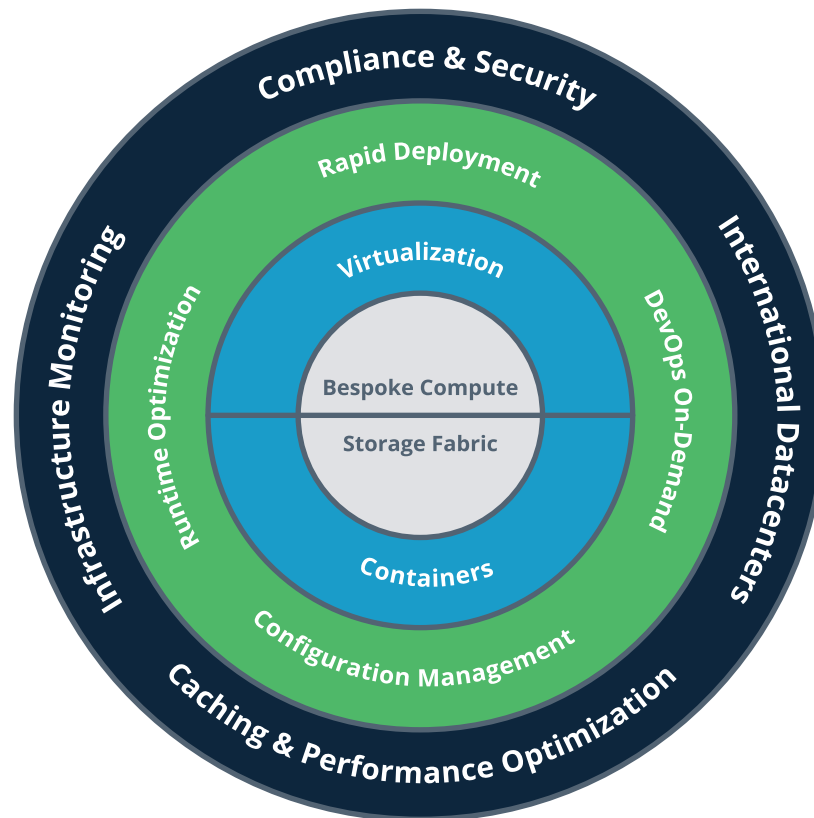 Compliance & Security
Rapid Deployment
Virtualization
Bespoke Compute
Storage Fabric
Containers
Configuration Management
Caching & Performance Optimization
Infrastructure Monitoring
Runtime Optimization
DevOps On-Demand
International Datacenters